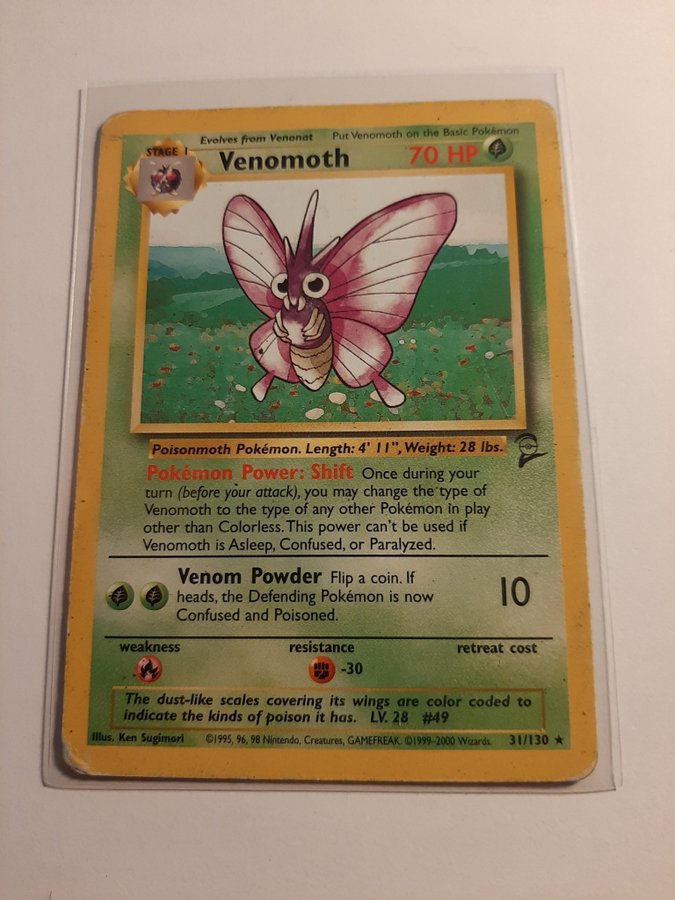 Evolves from Venonat Put Venomoth on the Basic Pokémon
STAGE 1 Venomoth 70 HP
Poisonmoth Pokémon. Length: 4' 11", Weight: 28 lbs.
Pokémon Power: Shift Once during your
turn (before your attack), you may change the type of
Venomoth to the type of any other Pokémon in play
other than Colorless. This power can't be used if
Venomoth is Asleep, Confused, or Paralyzed.
Venom Powder Flip a coin. If
heads, the Defending Pokémon is now
Confused and Poisoned.
10
weakness resistance retreat cost
-30
The dust-like scales covering its wings are color coded to
indicate the kinds of poison it has. LV. 28 #49
Illus. Ken Sugimori ©1995, 96, 98 Nintendo, Creatures, GAMEFREAK. ©1999-2000 Wizards. 31/130 ★